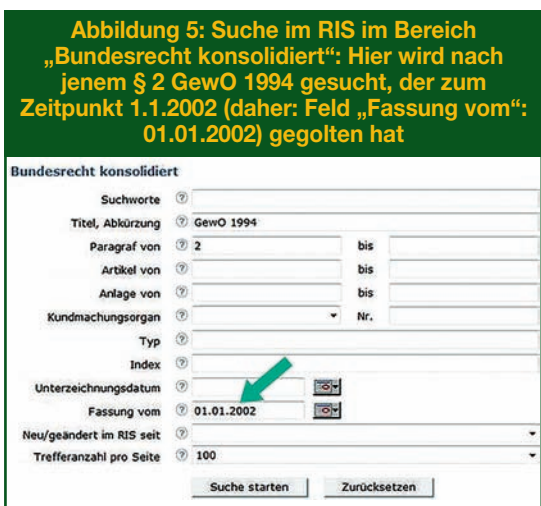 Abbildung 5: Suche im RIS im Bereich
„Bundesrecht konsolidiert“: Hier wird nach
jenem § 2 GewO 1994 gesucht, der zum
Zeitpunkt 1.1.2002 (daher: Feld „Fassung vom“:
01.01.2002) gegolten hat
Bundesrecht konsolidiert
Suchworte ?
Titel, Abkürzung ? GewO 1994
Paragraf von ? 2 bis
Artikel von ? bis
Anlage von ? bis
Kundmachungsorgan ? Nr.
Typ ?
Index ?
Unterzeichnungsdatum ?
Fassung vom ? 01.01.2002
Neu/geändert im RIS seit ?
Trefferanzahl pro Seite ? 100
Suche starten Zurücksetzen